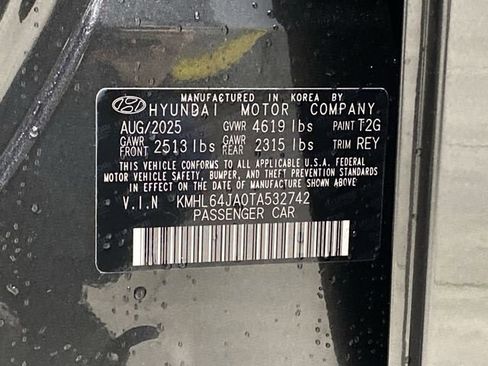 MANUFACTURED IN KOREA BY
HYUNDAI MOTOR COMPANY
AUG/2025 GVWR 4619 lbs PAINT T2G
GAWR FRONT 2513 lbs GAWR REAR 2315 lbs TRIM REY
THIS VEHICLE CONFORMS TO ALL APPLICABLE U.S.A. FEDERAL
MOTOR VEHICLE SAFETY, BUMPER, AND THEFT PREVENTION STANDARDS
IN EFFECT ON THE DATE OF MANUFACTURE SHOWN ABOVE.
V.I.N KMHL64JA0TA532742
PASSENGER CAR